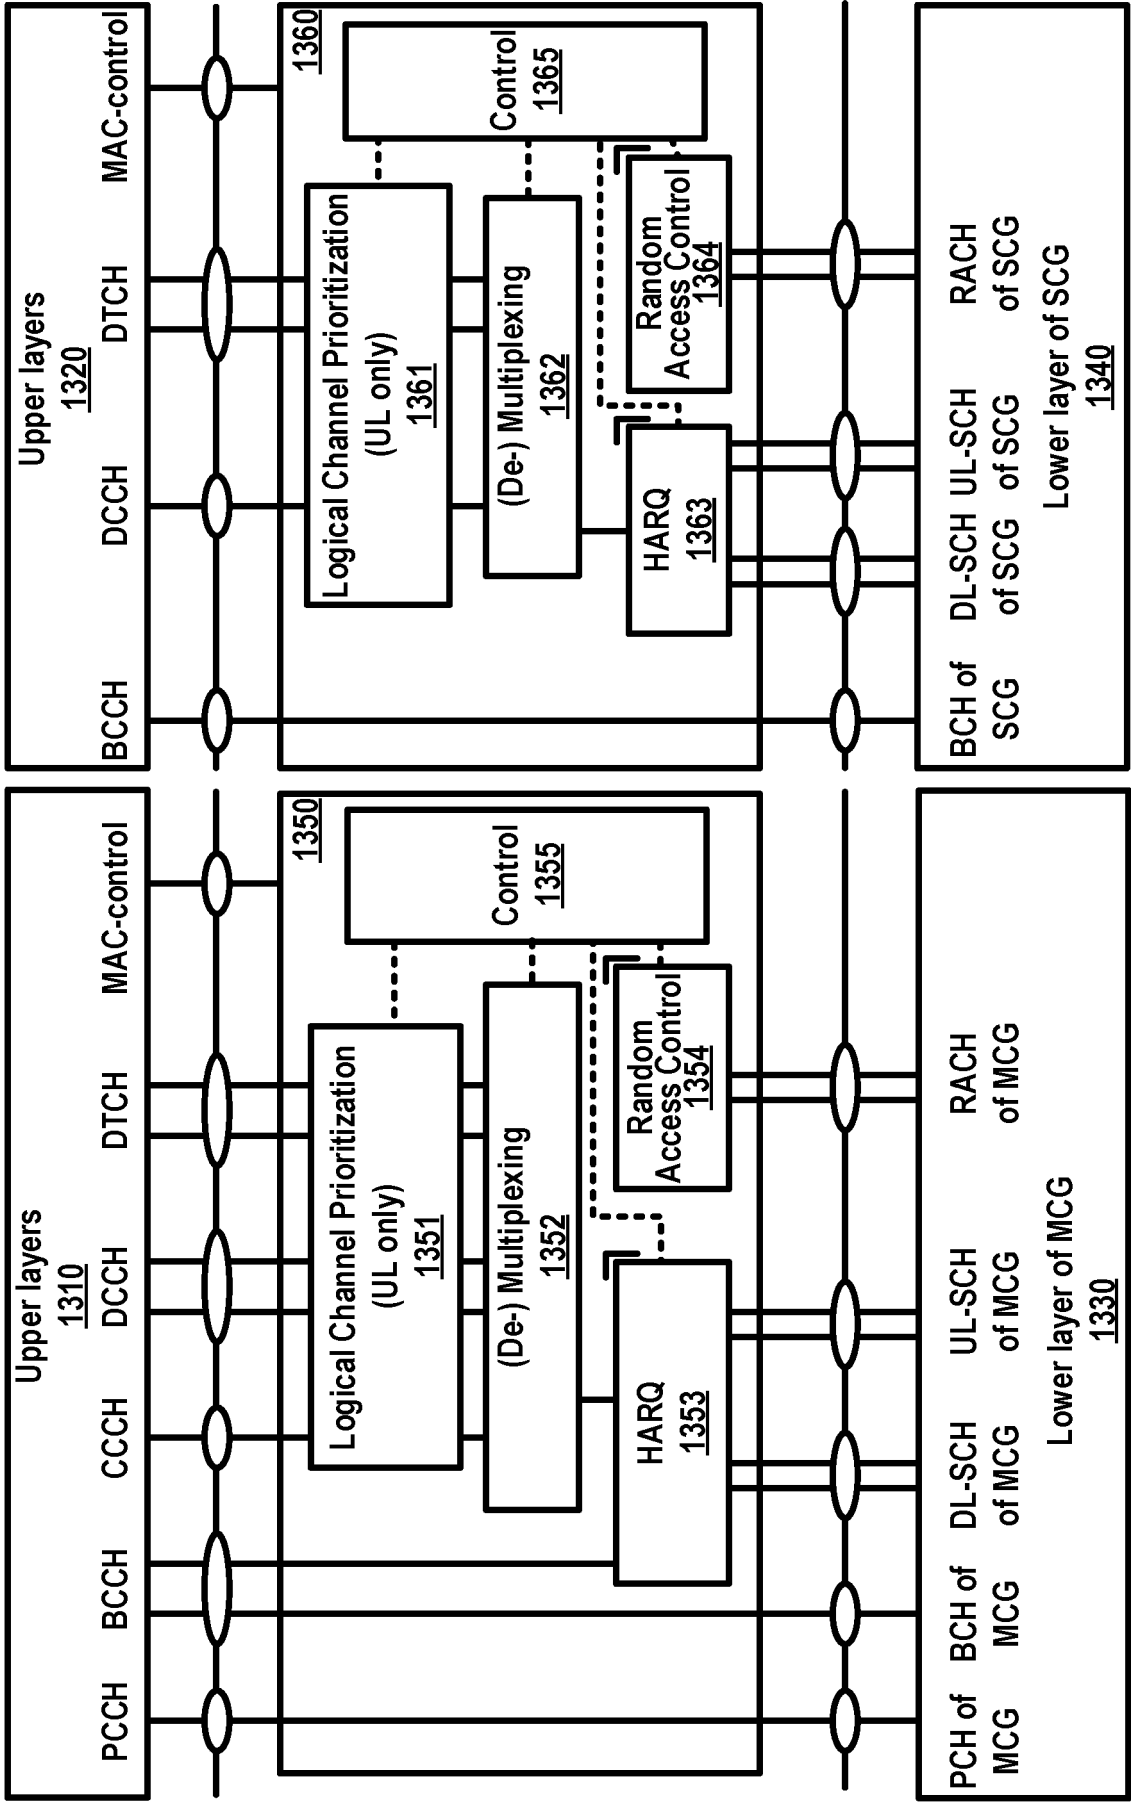 Upper layers
1310
PCCH
BCCH
CCCH
DCCH
DTCH
MAC-control
1350
Logical Channel Prioritization
(UL only)
1351
(De-) Multiplexing
1352
HARQ
1353
Random
Access Control
1354
Control
1355
PCH of
MCG
BCH of
MCG
DL-SCH
of MCG
UL-SCH
of MCG
RACH
of MCG
Lower layer of MCG
1330
Upper layers
1320
BCCH
DCCH
DTCH
MAC-control
1360
Logical Channel Prioritization
(UL only)
1361
(De-) Multiplexing
1362
HARQ
1363
Random
Access Control
1364
Control
1365
BCH of
SCG
DL-SCH
of SCG
UL-SCH
of SCG
RACH
of SCG
Lower layer of SCG
1340